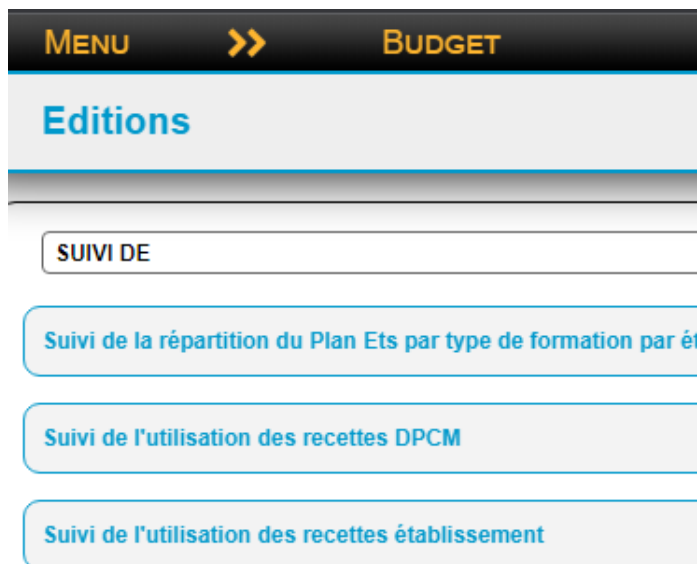 MENU >> BUDGET
Editions
SUIVI DE
Suivi de la répartition du Plan Ets par type de formation par
Suivi de l'utilisation des recettes DPCM
Suivi de l'utilisation des recettes établissement